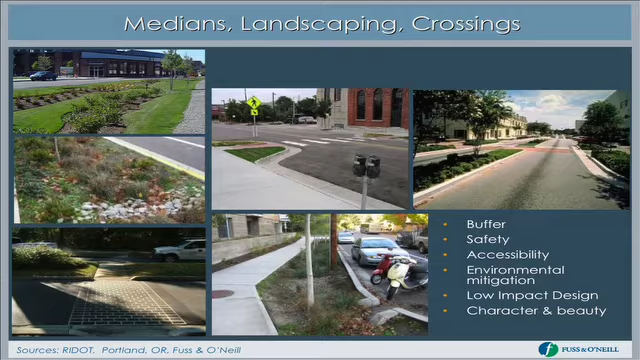 Medians, Landscaping, Crossings
Buffer
Safety
Accessibility
Environmental
mitigation
Low Impact Design
Character & beauty
Sources: RIDOT, Portland, OR, Fuss & O'Neill
FUSS & O'NEILL